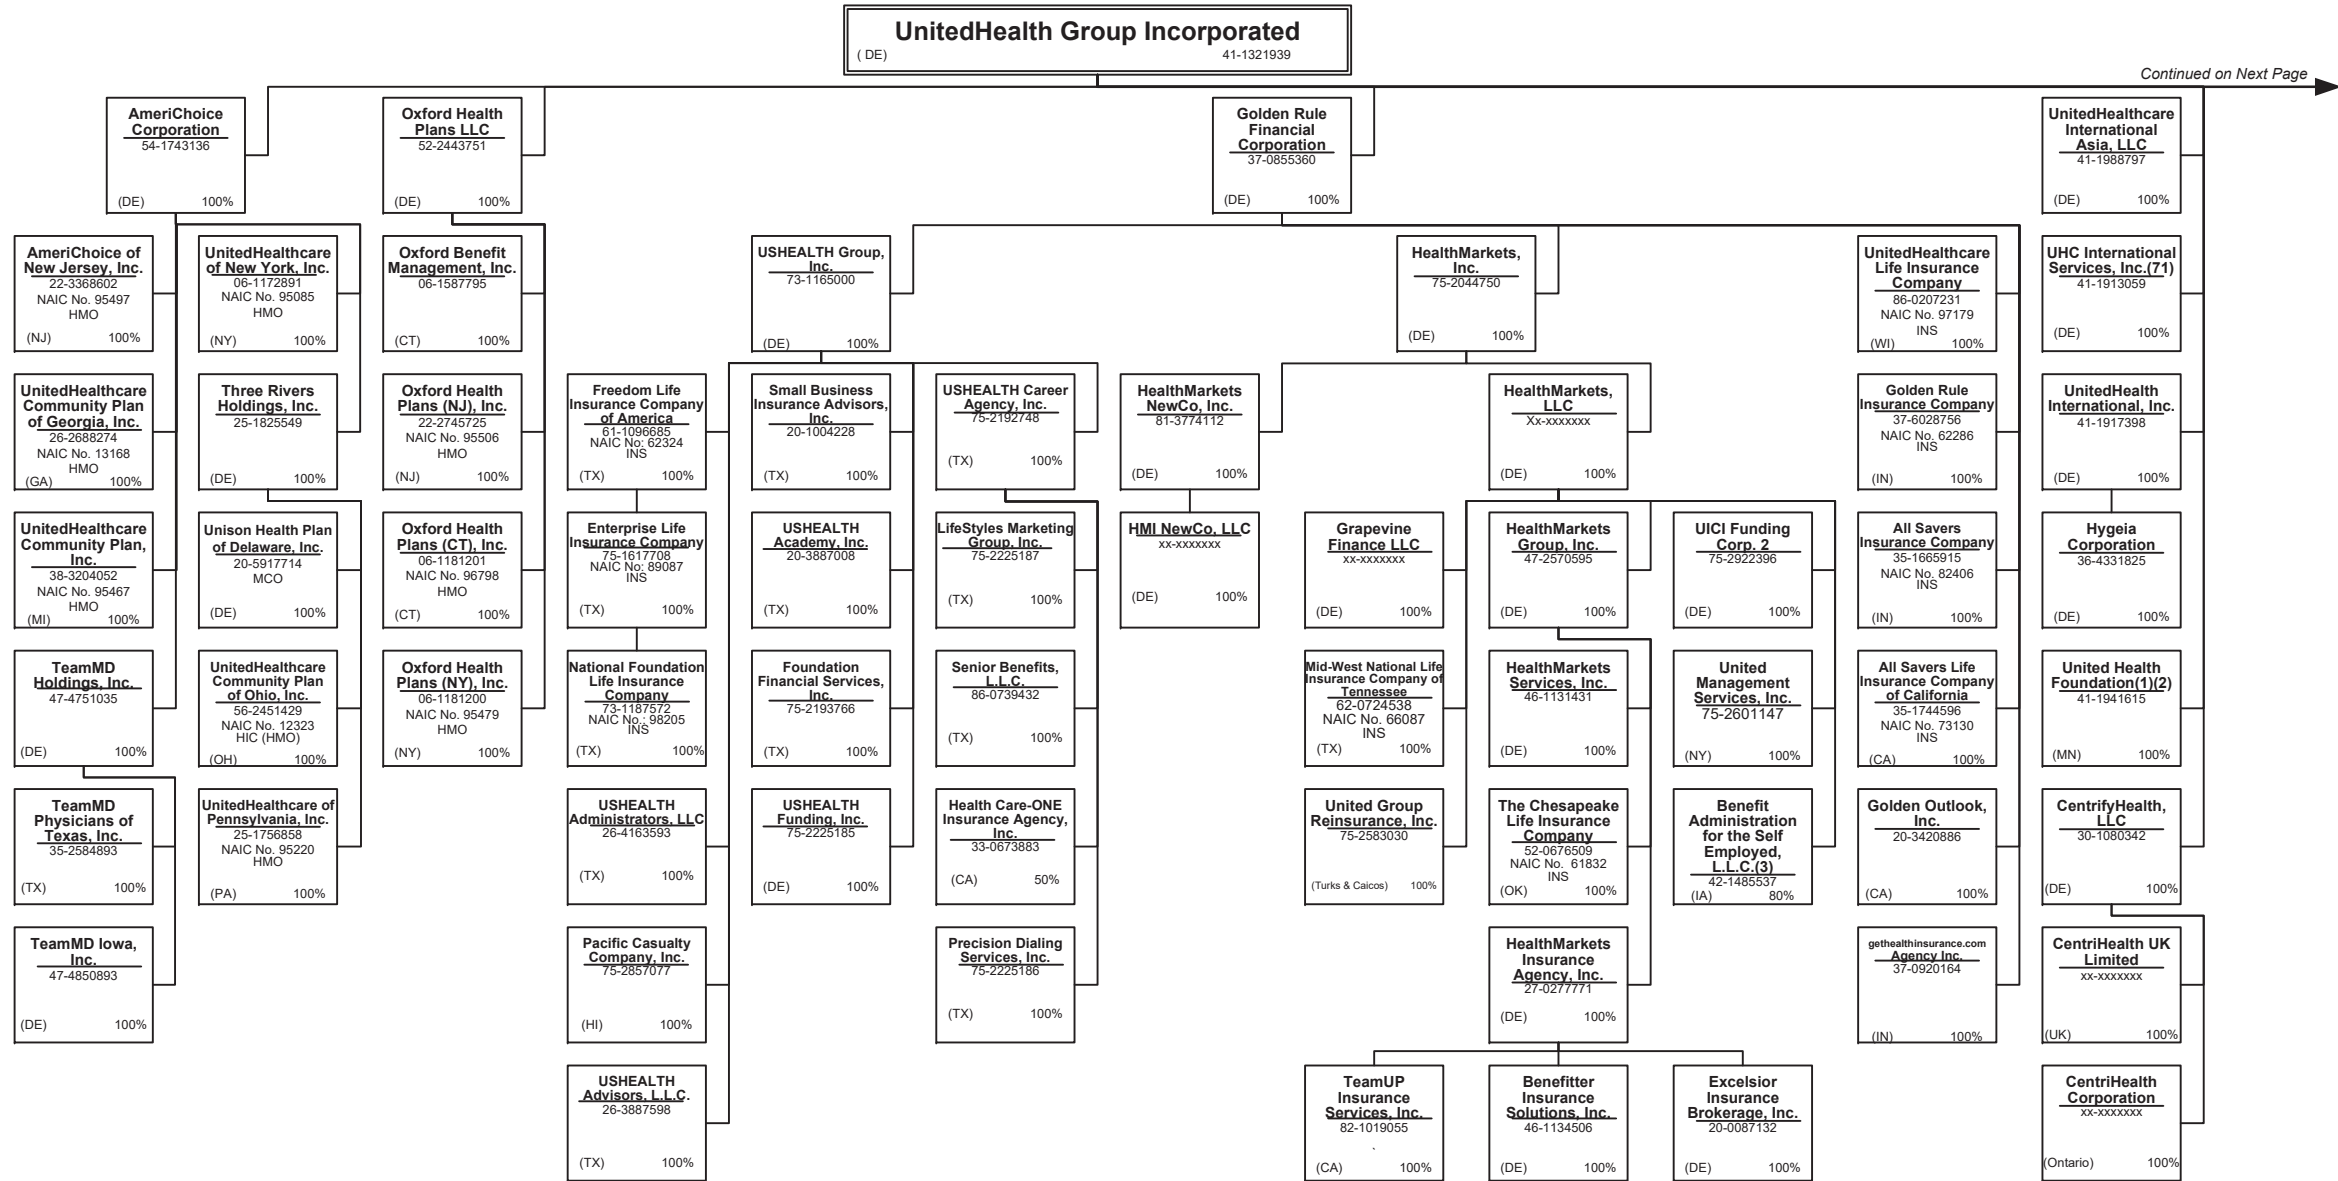 UnitedHealth Group Incorporated
( DE) 41-1321939
Continued on Next Page
AmeriChoice
Corporation
54-1743136
(DE) 100%
Oxford Health
Plans LLC
52-2443751
(DE) 100%
Golden Rule
Financial
Corporation
37-0855360
(DE) 100%
UnitedHealthcare
International
Asia, LLC
41-1988797
(DE) 100%
AmeriChoice of
New Jersey, Inc.
22-3368602
NAIC No. 95497
HMO
(NJ) 100%
UnitedHealthcare
of New York, Inc.
06-1172891
NAIC No. 95085
HMO
(NY) 100%
Oxford Benefit
Management, Inc.
06-1587795
(CT) 100%
USHEALTH Group,
Inc.
73-1165000
(DE) 100%
HealthMarkets,
Inc.
75-2044750
(DE) 100%
UnitedHealthcare
Life Insurance
Company
86-0207231
NAIC No. 97179
INS
(WI) 100%
UHC International
Services, Inc.(71)
41-1913059
(DE) 100%
UnitedHealthcare
Community Plan
of Georgia, Inc.
26-2688274
NAIC No. 13168
HMO
(GA) 100%
Three Rivers
Holdings, Inc.
25-1825549
(DE) 100%
Oxford Health
Plans (NJ), Inc.
22-2745725
NAIC No. 95506
HMO
(NJ) 100%
Freedom Life
Insurance Company
of America
61-1096685
NAIC No: 62324
INS
(TX) 100%
Small Business
Insurance Advisors,
Inc.
20-1004228
(TX) 100%
USHEALTH Career
Agency, Inc.
75-2192748
(TX) 100%
HealthMarkets
NewCo, Inc.
81-3774112
(DE) 100%
HealthMarkets,
LLC
Xx-xxxxxxx
(DE) 100%
Golden Rule
Insurance Company
37-6028756
NAIC No. 62286
INS
(IN) 100%
UnitedHealth
International, Inc.
41-1917398
(DE) 100%
UnitedHealthcare
Community Plan,
Inc.
38-3204052
NAIC No. 95467
HMO
(MI) 100%
Unison Health Plan
of Delaware, Inc.
20-5917714
MCO
(DE) 100%
Oxford Health
Plans (CT), Inc.
06-1181201
NAIC No. 96798
HMO
(CT) 100%
Enterprise Life
Insurance Company
75-1617708
NAIC No: 89087
INS
(TX) 100%
USHEALTH
Academy, Inc.
20-3887008
(TX) 100%
LifeStyles Marketing
Group, Inc.
75-2225187
(TX) 100%
HMI NewCo, LLC
xx-xxxxxxx
(DE) 100%
Grapevine
Finance LLC
xx-xxxxxxx
(DE) 100%
HealthMarkets
Group, Inc.
47-2570595
(DE) 100%
UICI Funding
Corp. 2
75-2922396
(DE) 100%
All Savers
Insurance Company
35-1665915
NAIC No. 82406
INS
(IN) 100%
Hygeia
Corporation
36-4331825
(DE) 100%
TeamMD
Holdings, Inc.
47-4751035
(DE) 100%
UnitedHealthcare
Community Plan
of Ohio, Inc.
56-2451429
NAIC No. 12323
HIC (HMO)
(OH) 100%
Oxford Health
Plans (NY), Inc.
06-1181200
NAIC No. 95479
HMO
(NY) 100%
National Foundation
Life Insurance
Company
73-1187572
NAIC No.: 98205
INS
(TX) 100%
Foundation
Financial Services,
Inc.
75-2193766
(TX) 100%
Senior Benefits,
L.L.C.
86-0739432
(TX) 100%
Mid-West National Life
Insurance Company of
Tennessee
62-0724538
NAIC No. 66087
INS
(TX) 100%
HealthMarkets
Services, Inc.
46-1131431
(DE) 100%
United
Management
Services, Inc.
75-2601147
(NY) 100%
All Savers Life
Insurance Company
of California
35-1744596
NAIC No. 73130
INS
(CA) 100%
United Health
Foundation(1)(2)
41-1941615
(MN) 100%
TeamMD
Physicians of
Texas, Inc.
35-2584893
(TX) 100%
UnitedHealthcare of
Pennsylvania, Inc.
25-1756858
NAIC No. 95220
HMO
(PA) 100%
USHEALTH
Administrators, LLC
26-4163593
(TX) 100%
USHEALTH
Funding, Inc.
75-2225185
(DE) 100%
Health Care-ONE
Insurance Agency,
Inc.
33-0673883
(CA) 50%
United Group
Reinsurance, Inc.
75-2583030
(Turks & Caicos) 100%
The Chesapeake
Life Insurance
Company
52-0676509
NAIC No. 61832
INS
(OK) 100%
Benefit
Administration
for the Self
Employed,
L.L.C.(3)
42-1485537
(IA) 80%
Golden Outlook,
Inc.
20-3420886
(CA) 100%
CentrifyHealth,
LLC
30-1080342
(DE) 100%
TeamMD Iowa,
Inc.
47-4850893
(DE) 100%
Pacific Casualty
Company, Inc.
75-2857077
(HI) 100%
Precision Dialing
Services, Inc.
75-2225186
(TX) 100%
HealthMarkets
Insurance
Agency, Inc.
27-0277771
(DE) 100%
gethealthinsurance.com
Agency Inc.
37-0920164
(IN) 100%
CentriHealth UK
Limited
xx-xxxxxxx
(UK) 100%
USHEALTH
Advisors, L.L.C.
26-3887598
(TX) 100%
TeamUP
Insurance
Services, Inc.
82-1019055
(CA) 100%
Benefitter
Insurance
Solutions, Inc.
46-1134506
(DE) 100%
Excelsior
Insurance
Brokerage, Inc.
20-0087132
(DE) 100%
CentriHealth
Corporation
xx-xxxxxxx
(Ontario) 100%